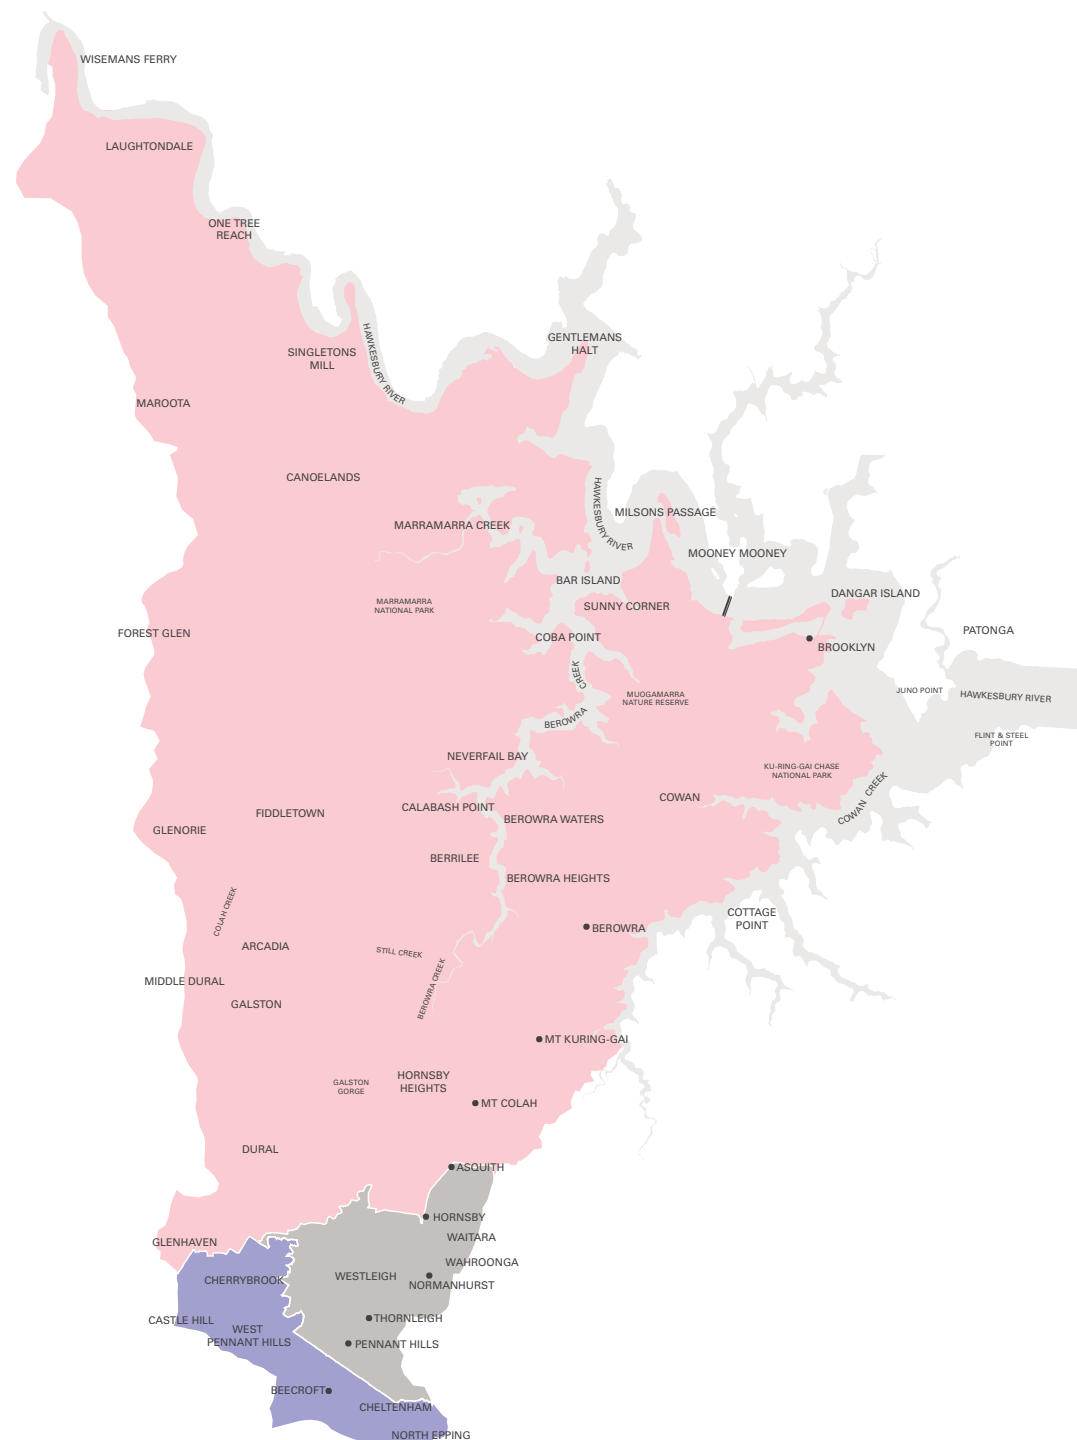 WISEMANS FERRY
LAUGHTONDALE
ONE TREE
REACH
HAWKESBURY RIVER
GENTLEMANS
HALT
SINGLETONS
MILL
MAROOTA
CANOELANDS
HAWKESBURY RIVER
MILSONS PASSAGE
MARRAMARRA CREEK
MOONEY MOONEY
BAR ISLAND
DANGAR ISLAND
MARRAMARRA
NATIONAL PARK
SUNNY CORNER
FOREST GLEN
COBA POINT
PATONGA
BROOKLYN
CREEK
JUNO POINT
HAWKESBURY RIVER
MUOGAMARRA
NATURE RESERVE
BEROWRA
FLINT & STEEL
POINT
NEVERFAIL BAY
KU-RING-GAI CHASE
NATIONAL PARK
COWAN CREEK
COWAN
CALABASH POINT
FIDDLETOWN
BEROWRA WATERS
GLENORIE
BERRILEE
BEROWRA HEIGHTS
COLAH CREEK
COTTAGE
POINT
BEROWRA
ARCADIA
STILL CREEK
MIDDLE DURAL
BEROWRA CREEK
GALSTON
MT KURING-GAI
HORNSBY
HEIGHTS
GALSTON
GORGE
MT COLAH
DURAL
ASQUITH
HORNSBY
WAITARA
GLENHAVEN
WAHROONGA
CHERRYBROOK
WESTLEIGH
NORMANHURST
CASTLE HILL
THORNLEIGH
WEST
PENNANT HILLS
PENNANT HILLS
BEECROFT
CHELTENHAM
NORTH EPPING